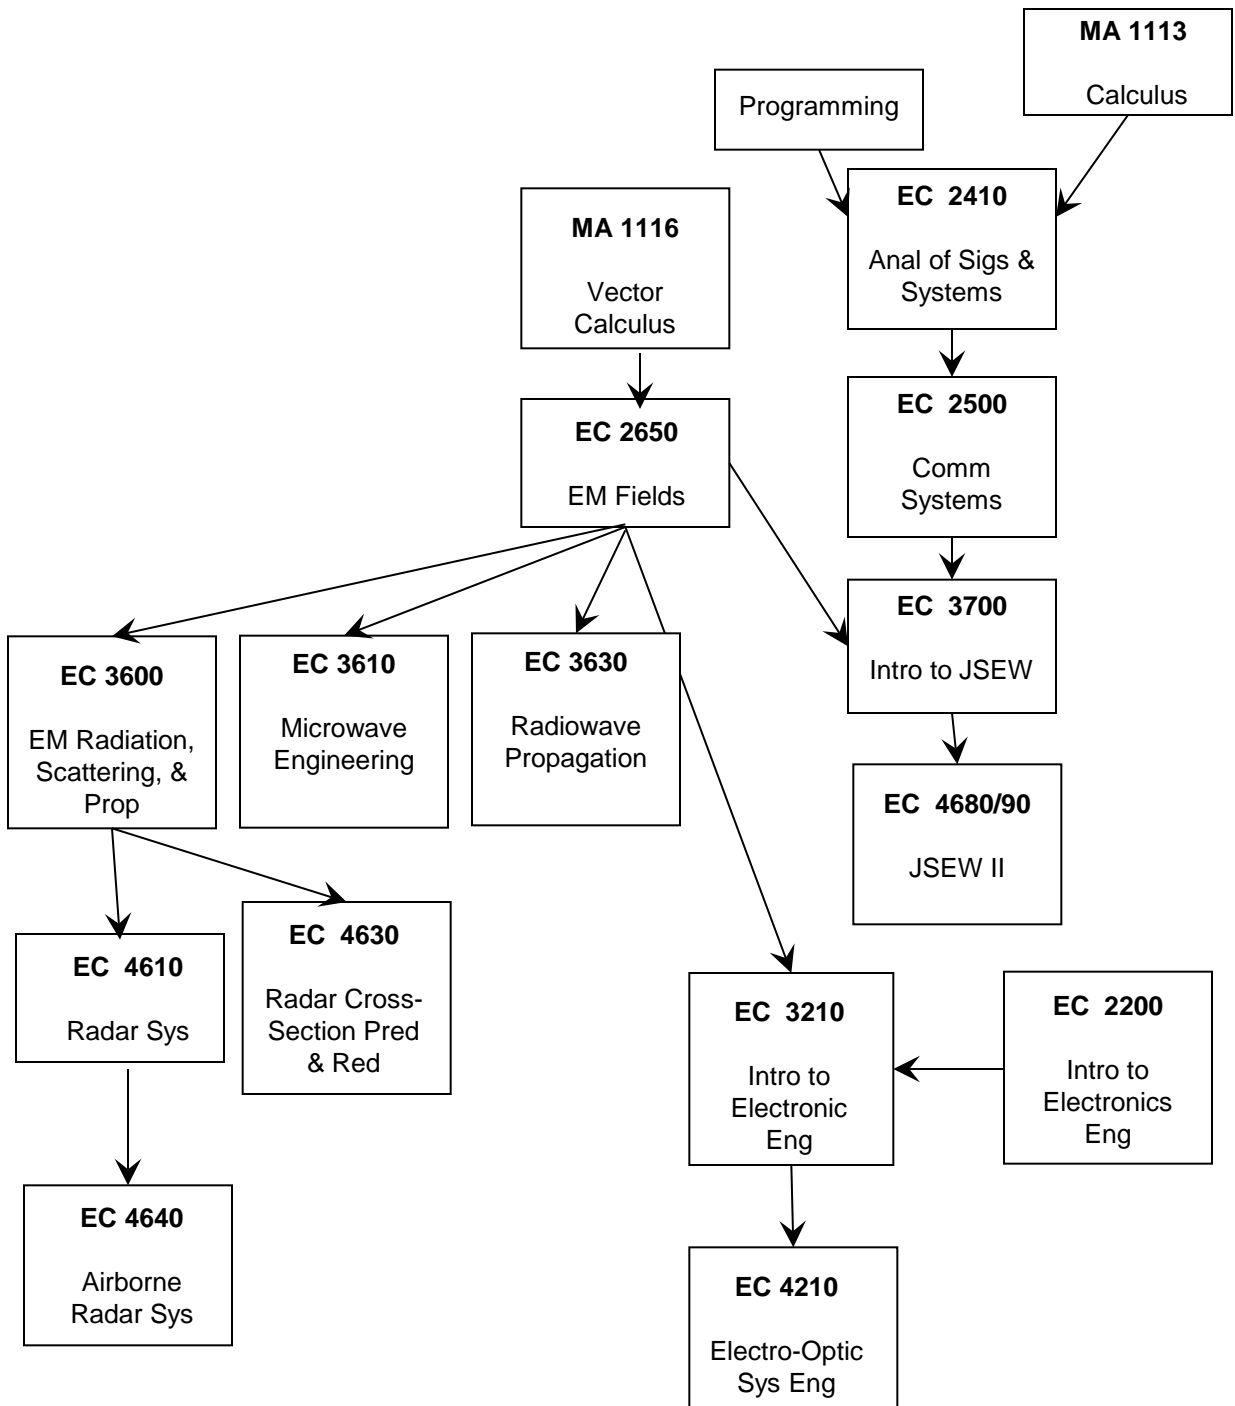 MA 1113
Calculus
Programming
EC 2410
Anal of Sigs &
Systems
MA 1116
Vector
Calculus
EC 2500
Comm
Systems
EC 2650
EM Fields
EC 3700
Intro to JSEW
EC 3600
EM Radiation,
Scattering, &
Prop
EC 3610
Microwave
Engineering
EC 3630
Radiowave
Propagation
EC 4680/90
JSEW II
EC 4610
Radar Sys
EC 4630
Radar Cross-
Section Pred
& Red
EC 3210
Intro to
Electronic
Eng
EC 2200
Intro to
Electronics
Eng
EC 4640
Airborne
Radar Sys
EC 4210
Electro-Optic
Sys Eng